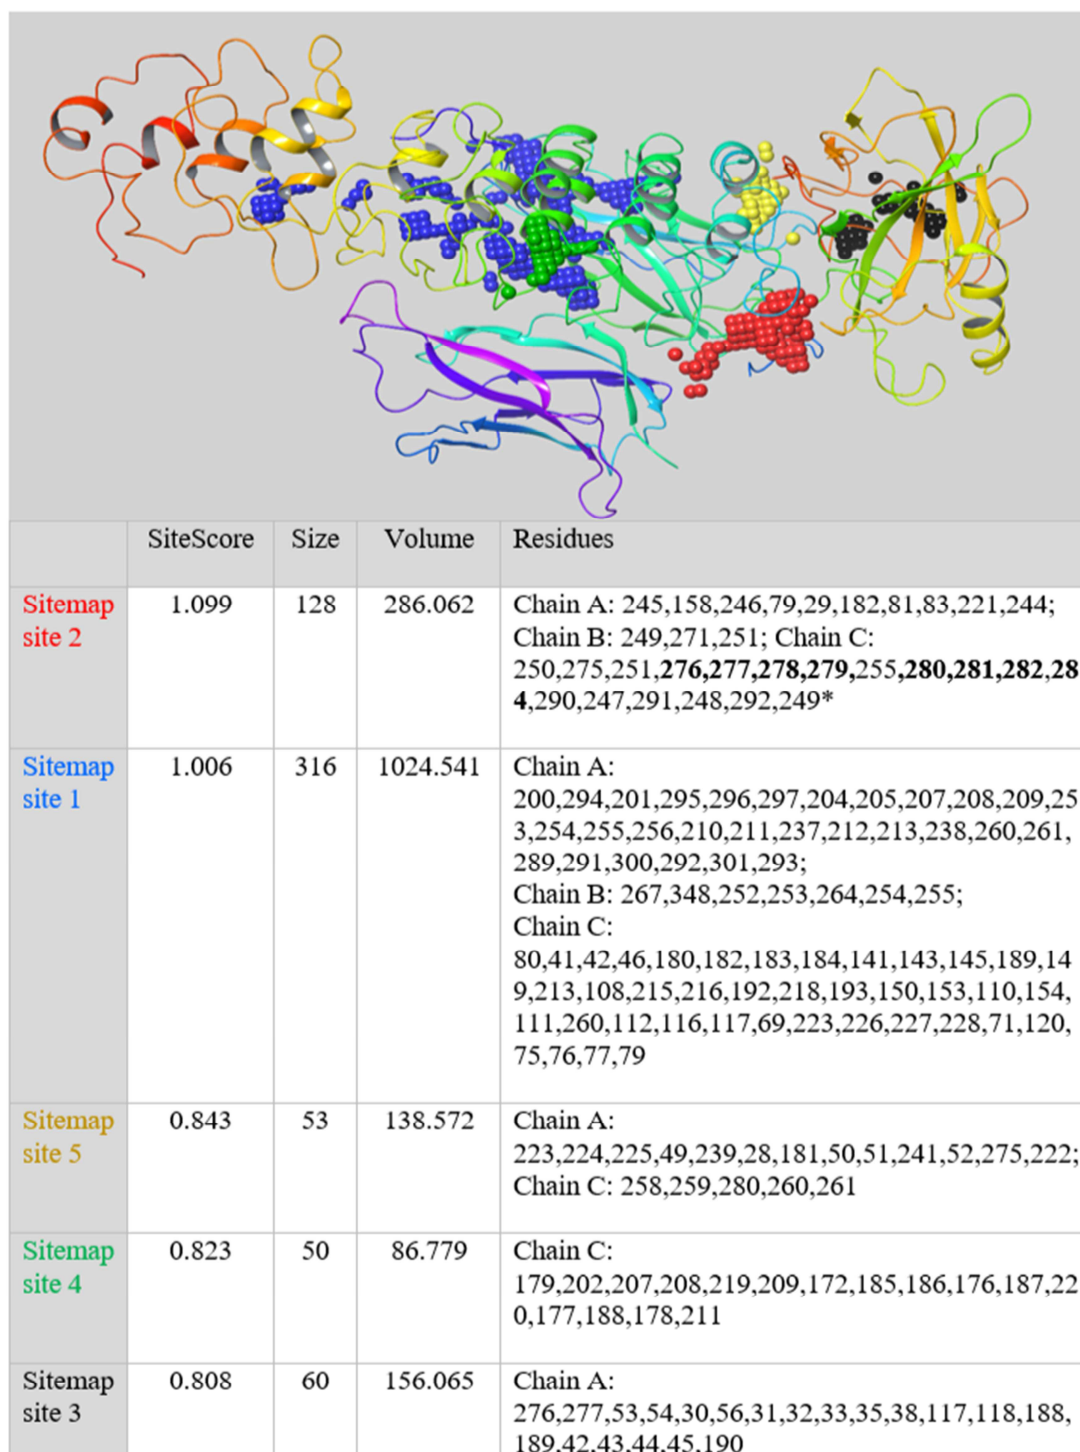 SiteScore Size Volume Residues
Sitemap site 2 1.099 128 286.062 Chain A: 245,158,246,79,29,182,81,83,221,244;
Chain B: 249,271,251; Chain C:
250,275,251,276,277,278,279,255,280,281,282,28
4,290,247,291,248,292,249*
Sitemap site 1 1.006 316 1024.541 Chain A:
200,294,201,295,296,297,204,205,207,208,209,25
3,254,255,256,210,211,237,212,213,238,260,261,
289,291,300,292,301,293;
Chain B: 267,348,252,253,264,254,255;
Chain C:
80,41,42,46,180,182,183,184,141,143,145,189,14
9,213,108,215,216,192,218,193,150,153,110,154,
111,260,112,116,117,69,223,226,227,228,71,120,
75,76,77,79
Sitemap site 5 0.843 53 138.572 Chain A:
223,224,225,49,239,28,181,50,51,241,52,275,222;
Chain C: 258,259,280,260,261
Sitemap site 4 0.823 50 86.779 Chain C:
179,202,207,208,219,209,172,185,186,176,187,22
0,177,188,178,211
Sitemap site 3 0.808 60 156.065 Chain A:
276,277,53,54,30,56,31,32,33,35,38,117,118,188,
189,42,43,44,45,190